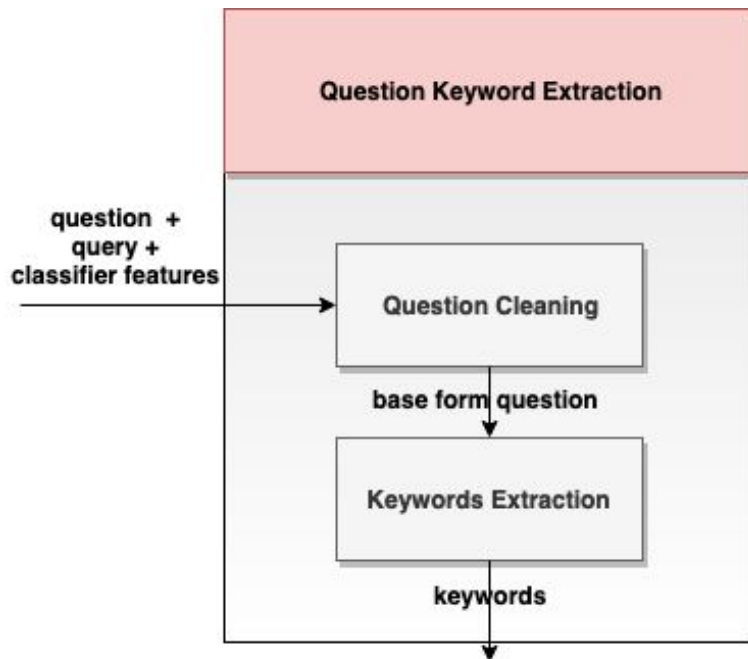 Question Keyword Extraction
question +
query +
classifier features
Question Cleaning
base form question
Keywords Extraction
keywords